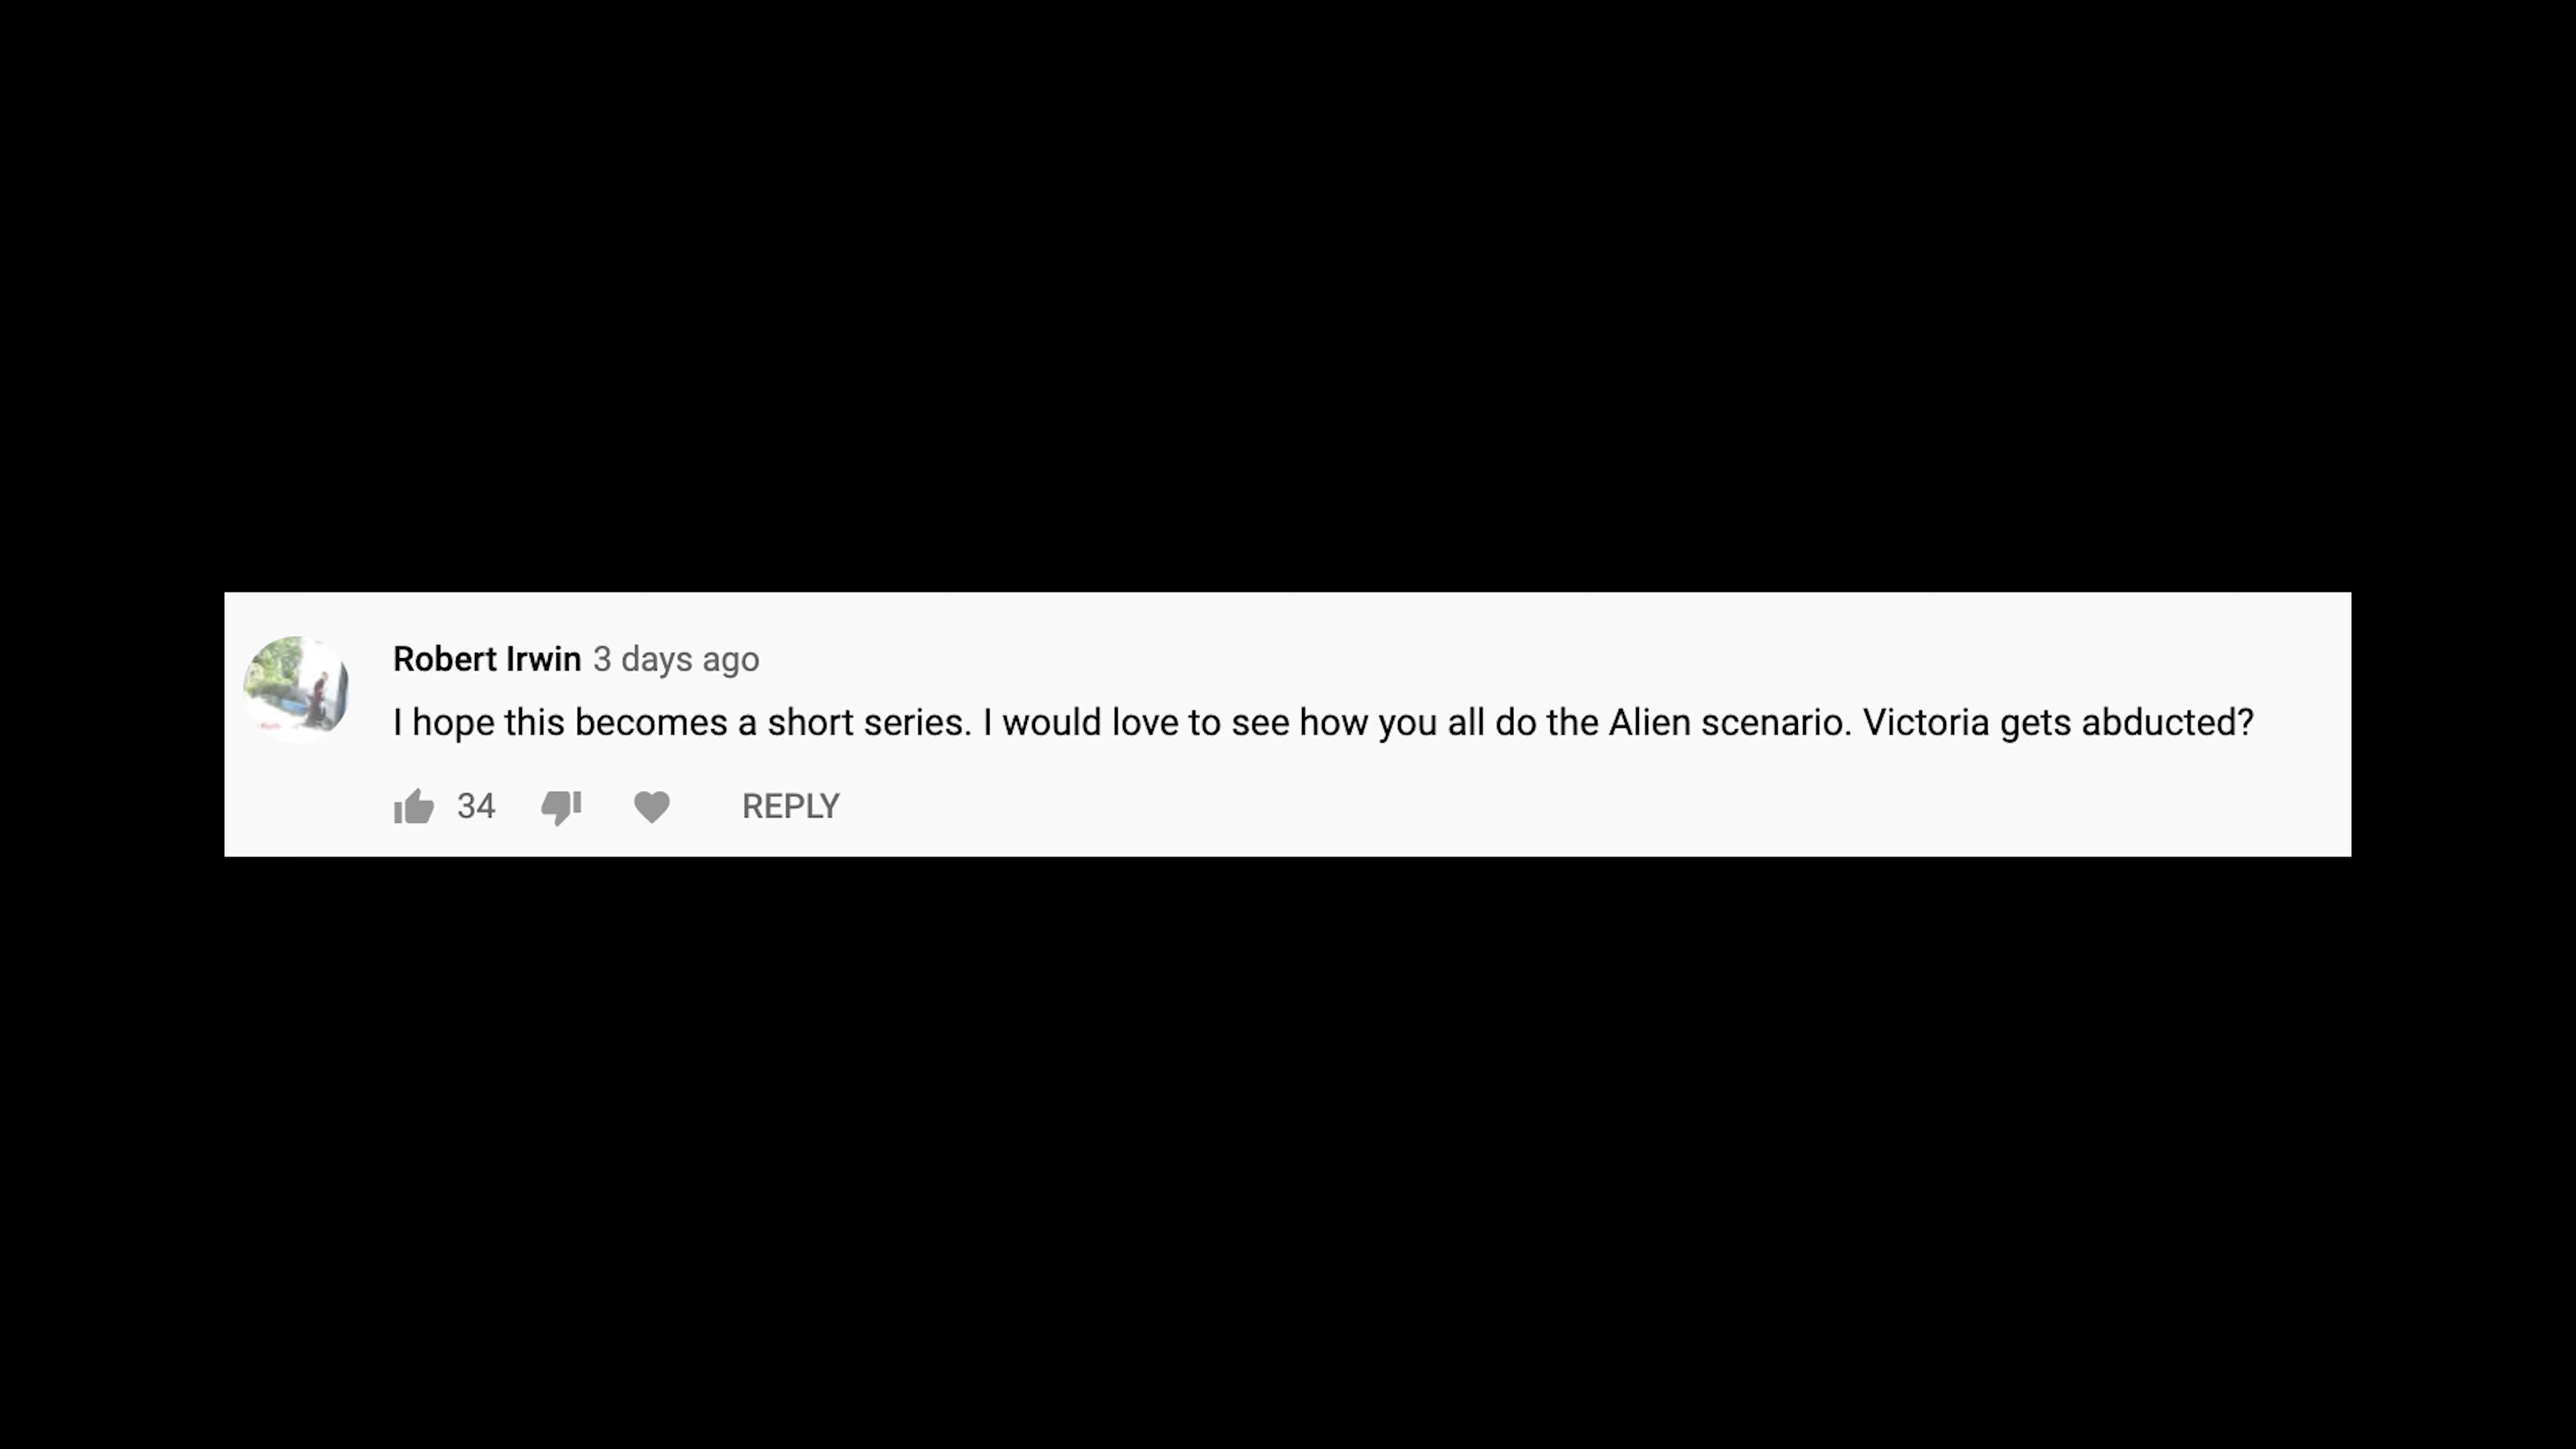 Robert Irwin 3 days ago
I hope this becomes a short series. I would love to see how you all do the Alien scenario. Victoria gets abducted?
34 REPLY